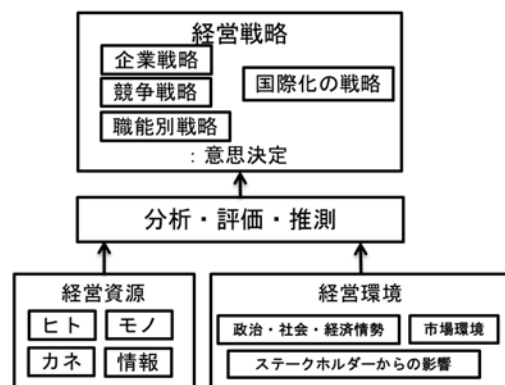 経営戦略
企業戦略
競争戦略
国際化の戦略
職能別戦略
：意思決定
分析・評価・推測
経営資源
ヒト
モノ
カネ
情報
経営環境
政治・社会・経済情勢
市場環境
ステークホルダーからの影響